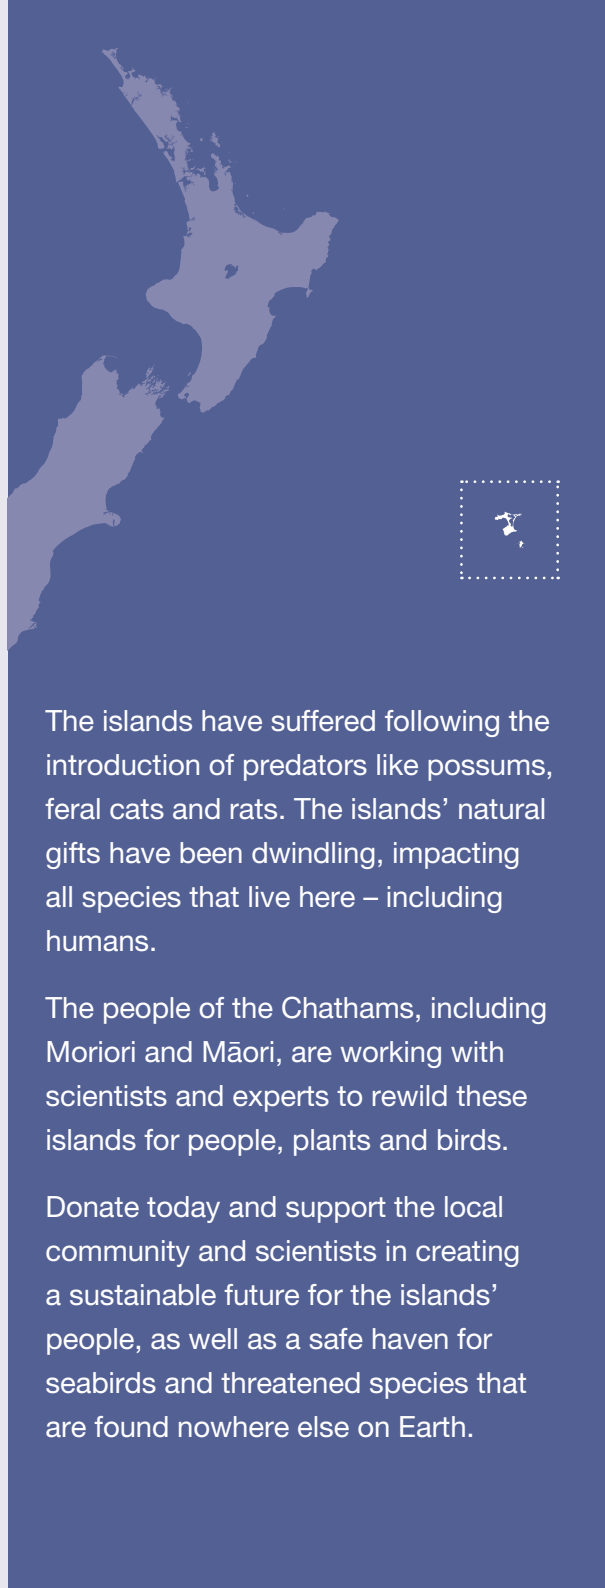 The islands have suffered following the
introduction of predators like possums,
feral cats and rats. The islands’ natural
gifts have been dwindling, impacting
all species that live here – including
humans.
The people of the Chathams, including
Moriori and Māori, are working with
scientists and experts to rewild these
islands for people, plants and birds.
Donate today and support the local
community and scientists in creating
a sustainable future for the islands’
people, as well as a safe haven for
seabirds and threatened species that
are found nowhere else on Earth.